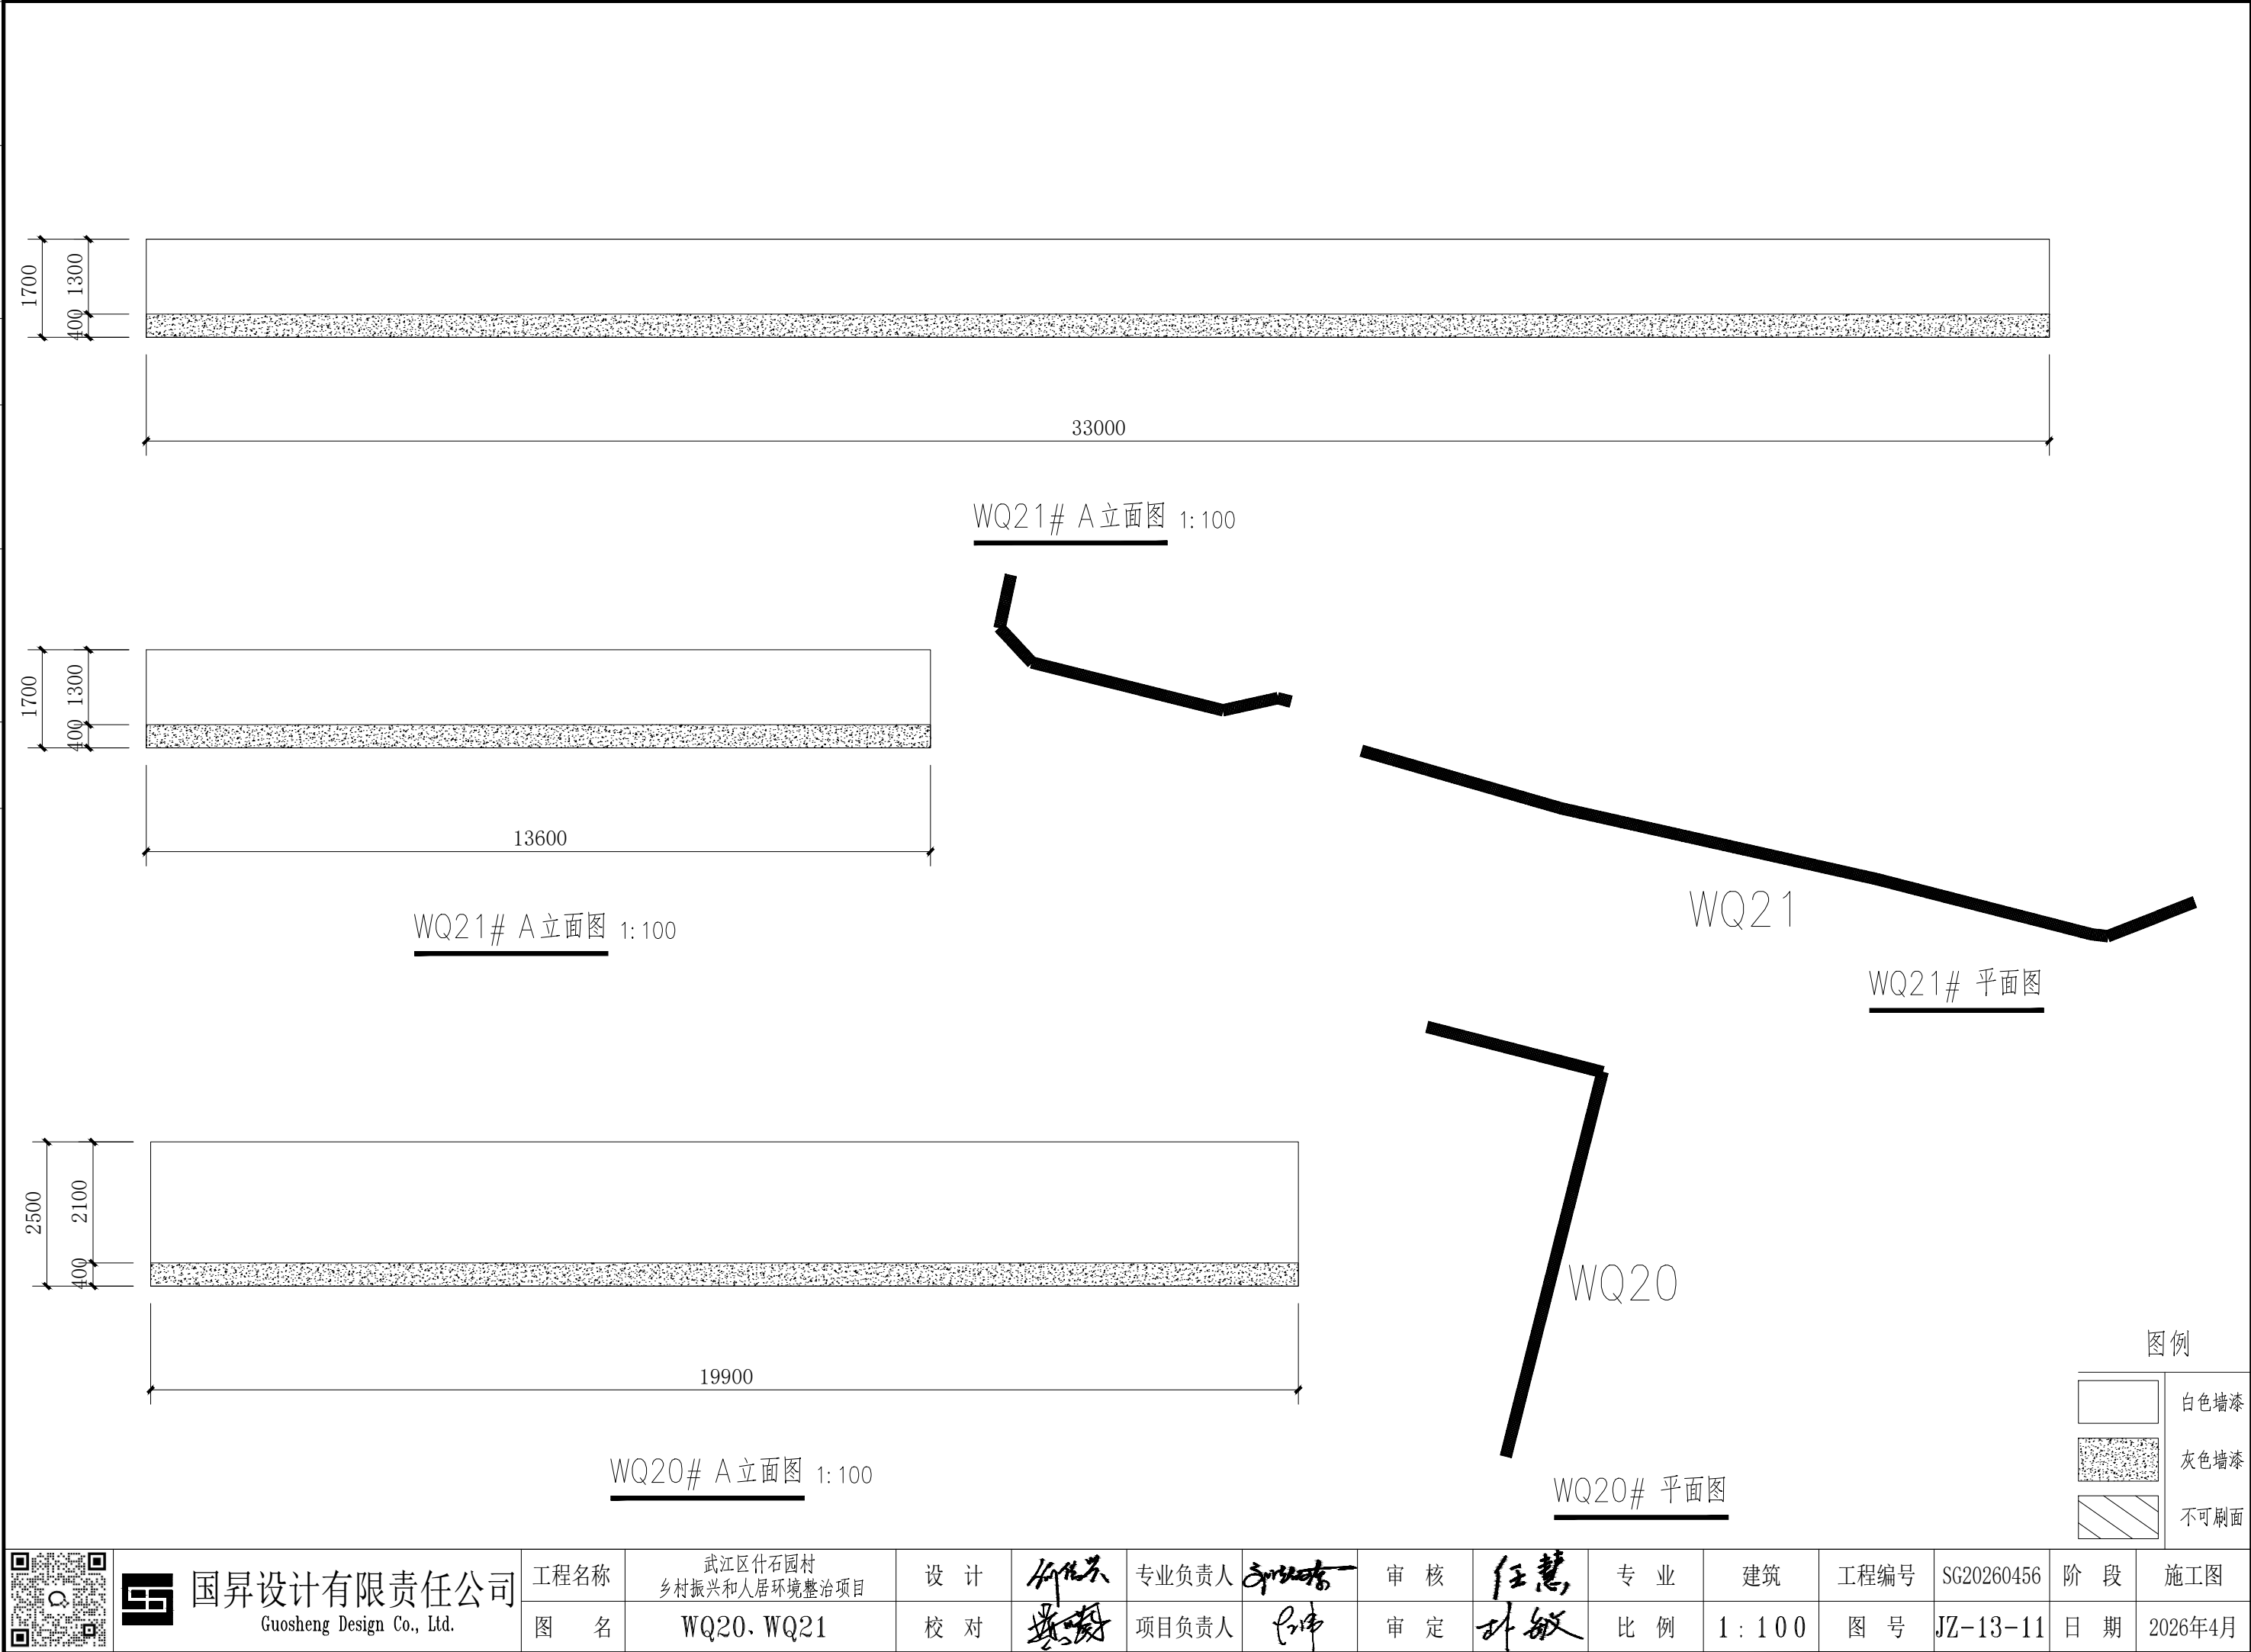 1700
1300
400
33000
WQ21# A立面图 1:100
1700
1300
400
13600
WQ21# A立面图 1:100
WQ21
WQ21# 平面图
2500
2100
400
19900
WQ20# A立面图 1:100
WQ20
WQ20# 平面图
图例
白色墙漆
灰色墙漆
不可刷面
国昇设计有限责任公司
Guosheng Design Co., Ltd.
工程名称
武江区什石园村
乡村振兴和人居环境整治项目
设 计
专业负责人
审 核
任慧
专 业
建筑
工程编号
SG20260456
阶 段
施工图
图 名
WQ20、WQ21
校 对
项目负责人
审 定
比 例
1:100
图 号
JZ-13-11
日 期
2026年4月